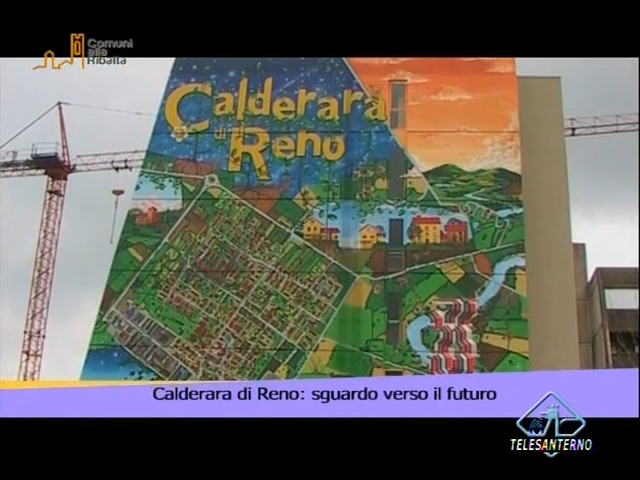 Comuni
alla
Ribalta
Calderara
di
Reno
Calderara di Reno: sguardo verso il futuro
TELESANTERNO